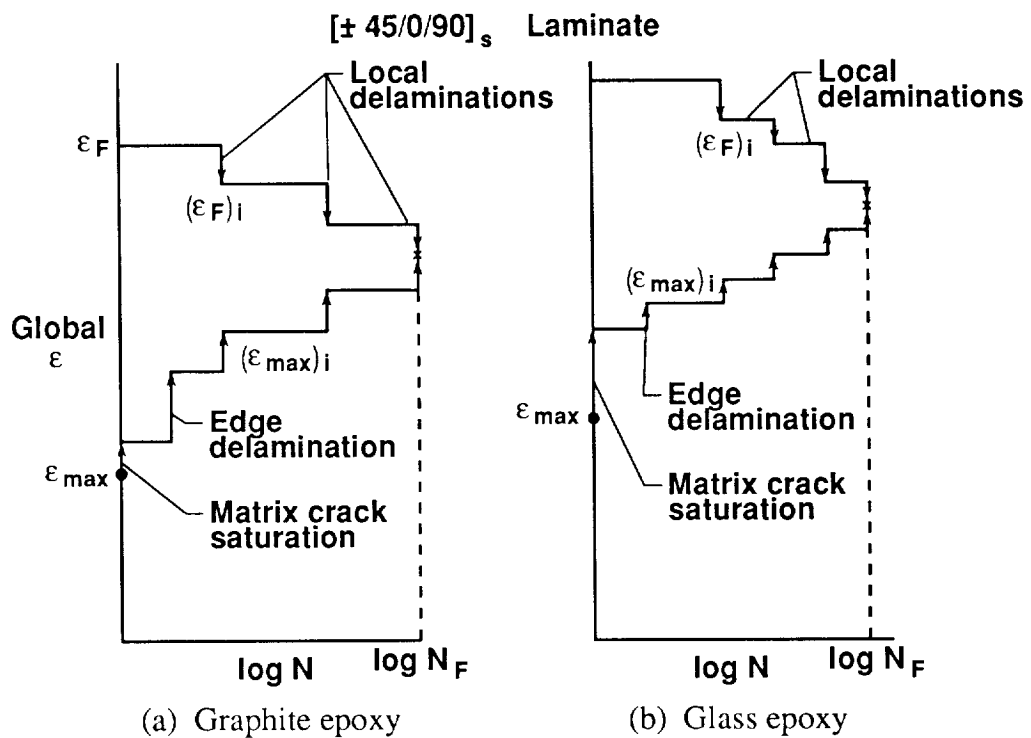 [± 45/0/90]s Laminate
Local
delaminations
εF
(εF)i
Global
ε
(εmax)i
Edge
delamination
εmax
Matrix crack
saturation
log N
log NF
(a) Graphite epoxy
Local
delaminations
(εF)i
(εmax)i
εmax
Edge
delamination
Matrix crack
saturation
log N
log NF
(b) Glass epoxy